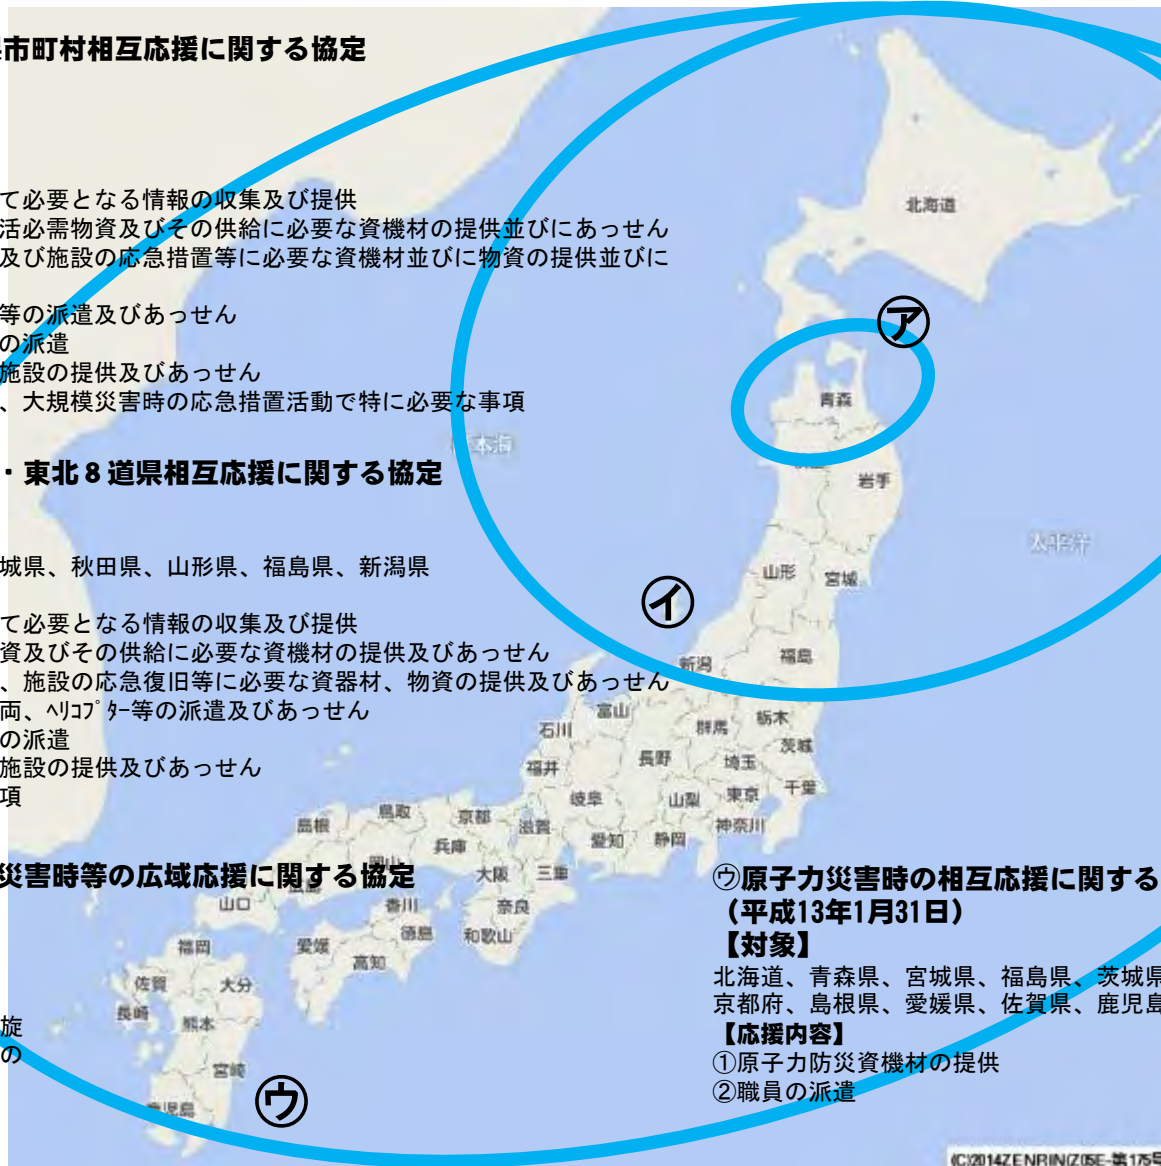 市町村相互応援に関する協定
て必要となる情報の収集及び提供
活必需物資及びその供給に必要な資機材の提供並びにあっせん
及び施設の応急措置等に必要な資機材並びに物資の提供並びに
等の派遣及びあっせん
の派遣
施設の提供及びあっせん
、大規模災害時の応急措置活動で特に必要な事項
・東北８道県相互応援に関する協定
城県、秋田県、山形県、福島県、新潟県
て必要となる情報の収集及び提供
資及びその供給に必要な資機材の提供及びあっせん
、施設の応急復旧等に必要な資器材、物資の提供及びあっせん
両、ﾍﾘｺﾌﾟﾀｰ等の派遣及びあっせん
の派遣
施設の提供及びあっせん
項
災害時等の広域応援に関する協定
旋
の
㋒原子力災害時の相互応援に関する
（平成13年1月31日）
【対象】
北海道、青森県、宮城県、福島県、茨城県
京都府、島根県、愛媛県、佐賀県、鹿児島
【応援内容】
①原子力防災資機材の提供
②職員の派遣
北海道
㋐
青森
本海
岩手
太平洋
山形
宮城
㋑
新潟
福島
富山
石川
群馬
栃木
長野
茨城
福井
埼玉
岐阜
山梨
東京
千葉
鳥取
京都
島根
滋賀
神奈川
兵庫
愛知
静岡
大阪
三重
山口
香川
奈良
徳島
和歌山
福岡
愛媛
高知
佐賀
大分
長崎
熊本
宮崎
㋒
鹿児島
(C)2014ZENRIN(Z05E-第175号